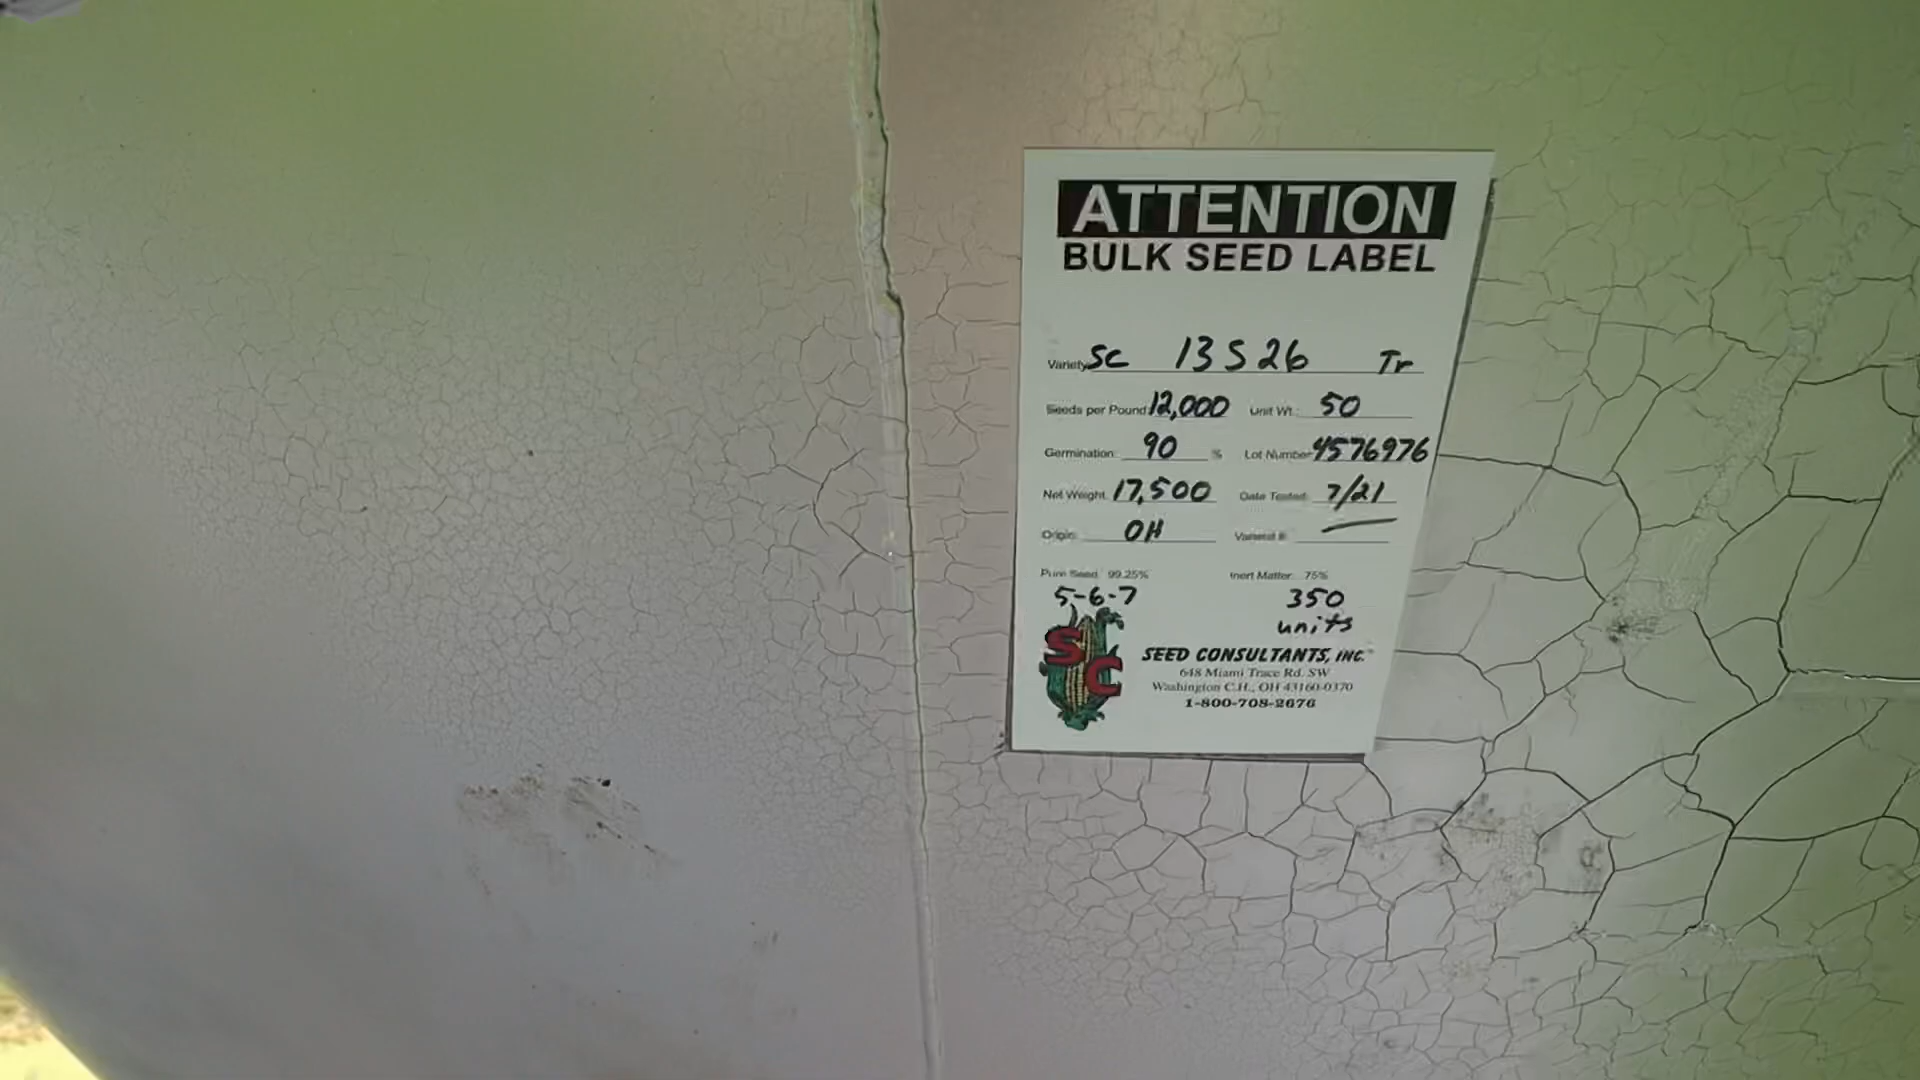 ATTENTION
BULK SEED LABEL
Variety SC 13S26 Tr
Seeds per Pound 12,000 Unit Wt. 50
Germination 90 % Lot Number 4576976
Net Weight 17,500 Date Tested 7/21
Origin OH Variant #
Pure Seed 99.25% Inert Matter .75%
5-6-7 350
units
SC
SEED CONSULTANTS, INC.
648 Miami Trace Rd. SW
Washington C.H., OH 43160-0370
1-800-708-2676